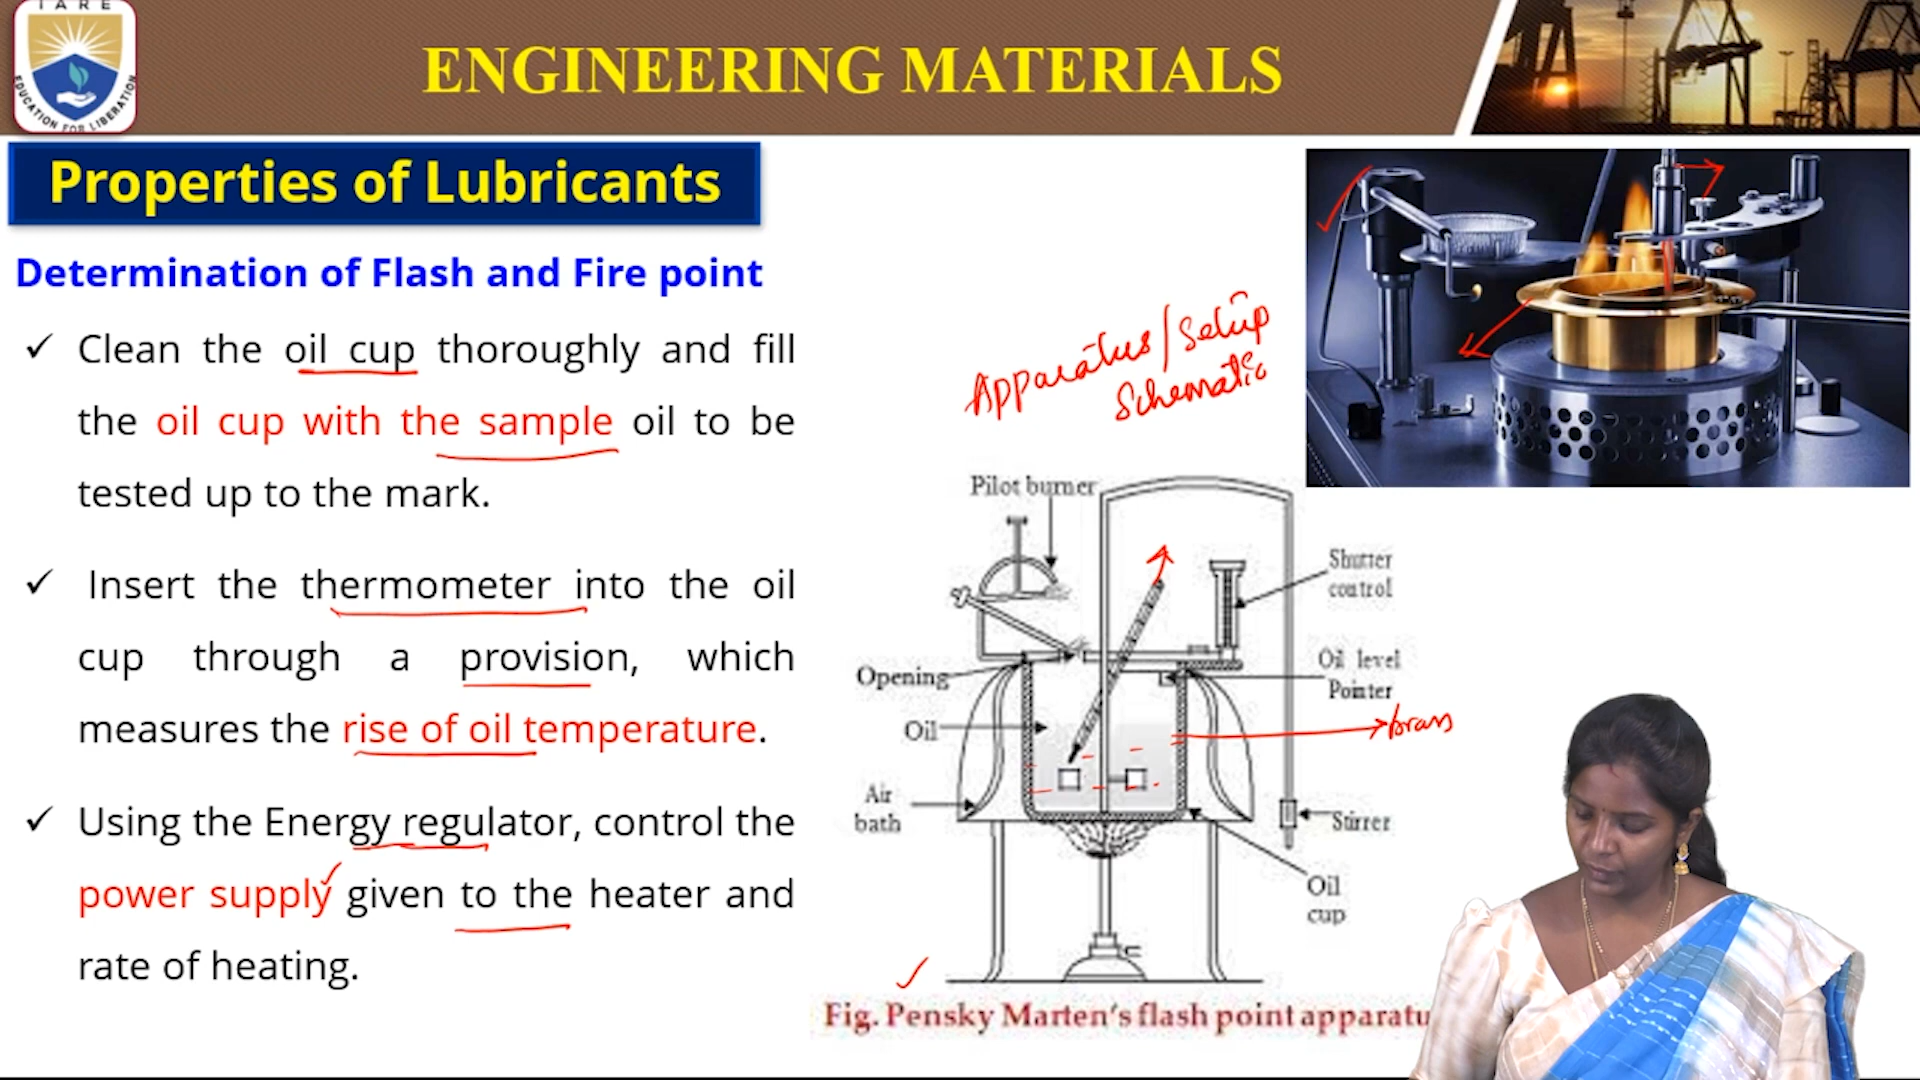 IARE
EDUCATION FOR LIBERATION
ENGINEERING MATERIALS
Properties of Lubricants
Determination of Flash and Fire point
✓ Clean the oil cup thoroughly and fill
the oil cup with the sample oil to be
tested up to the mark.
✓ Insert the thermometer into the oil
cup through a provision, which
measures the rise of oil temperature.
✓ Using the Energy regulator, control the
power supply given to the heater and
rate of heating.
Apparatus/Setup
Schematic
Pilot burner
Shutter
control
Opening
Oil level
Pointer
Oil
brass
Air
bath
Stirrer
Oil
cup
Fig. Pensky Marten's flash point apparatu